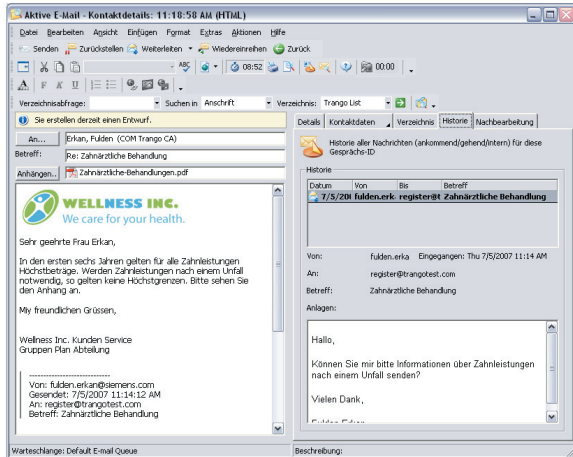 Aktive E-Mail - Kontaktdetails: 11:18:58 AM (HTML)
Datei Bearbeiten Ansicht Einfügen Format Extras Aktionen Hilfe
Senden Zurückstellen Weiterleiten Wiedereinreihen Zurück
ABC 08:52 00:00
A F K U
Verzeichnisabfrage: Suchen in Anschrift Verzeichnis: Trango List
Sie erstellen derzeit einen Entwurf.
An... Erkan, Fulden (COM Trango CA)
Betreff: Re: Zahnärztliche Behandlung
Anhängen.. Zahnärztliche-Behandlungen.pdf
WELLNESS INC.
We care for your health.
Sehr geehrte Frau Erkan,
In den ersten sechs Jahren gelten für alle Zahnleistungen
Höchstbeträge. Werden Zahnleistungen nach einem Unfall
notwendig, so gelten keine Höchstgrenzen. Bitte sehen Sie
den Anhang an.
My freundlichen Grüssen,
Wellness Inc. Kunden Service
Gruppen Plan Abteilung
----------------------------
Von: fulden.erkan@siemens.com
Gesendet: 7/5/2007 11:14:12 AM
An: register@trangotest.com
Betreff: Zahnärztliche Behandlung
Warteschlange: Default E-mail Queue
Details Kontaktdaten Verzeichnis Historie Nachbearbeitung
Historie aller Nachrichten (ankommend/gehend/intern) für diese
Gesprächs-ID
Historie
Datum Von Bis Betreff
7/5/200 fulden.erk register@t Zahnärztliche Behandlung
Von: fulden.erka Eingegangen: Thu 7/5/2007 11:14 AM
An: register@trangotest.com
Betreff: Zahnärztliche Behandlung
Anlagen:
Hallo,
Können Sie mir bitte Informationen über Zahnleistungen
nach einem Unfall senden?
Vielen Dank,
Fulden Erkan
Beschreibung: